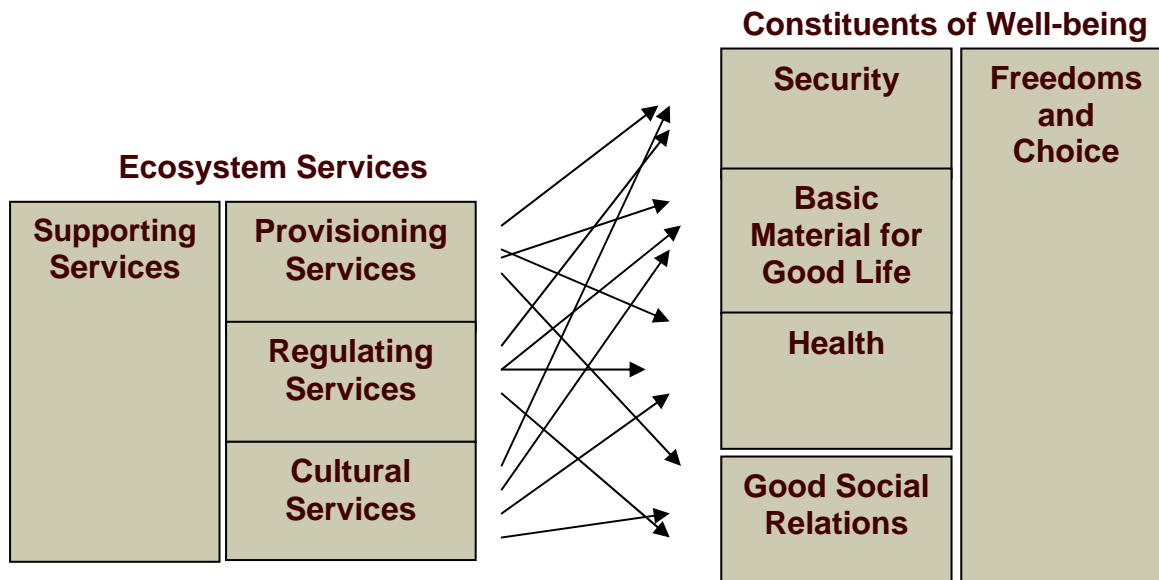 Constituents of Well-being
Security
Freedoms
and
Choice
Ecosystem Services
Supporting
Services
Provisioning
Services
Basic
Material for
Good Life
Regulating
Services
Health
Cultural
Services
Good Social
Relations